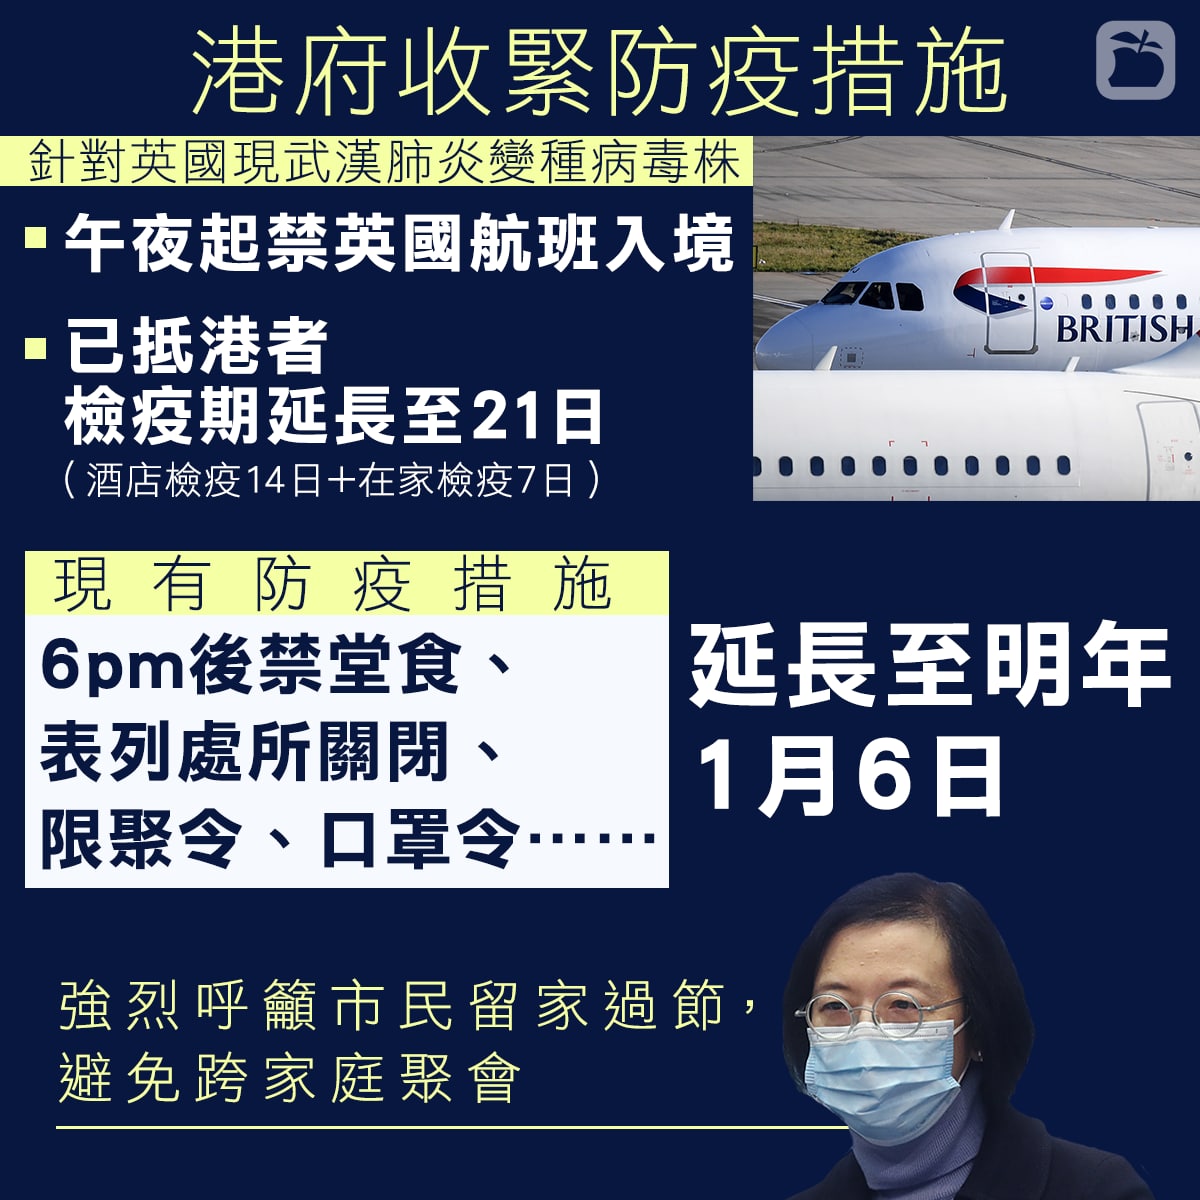 港府收緊防疫措施
針對英國現武漢肺炎變種病毒株
午夜起禁英國航班入境
已抵港者
檢疫期延長至21日
（酒店檢疫14日＋在家檢疫7日）
BRITISH
現有防疫措施
6pm後禁堂食、
表列處所關閉、
限聚令、口罩令……
延長至明年
1月6日
強烈呼籲市民留家過節，
避免跨家庭聚會